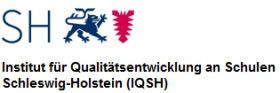 SH
Institut für Qualitätsentwicklung an Schulen
Schleswig-Holstein (IQSH)